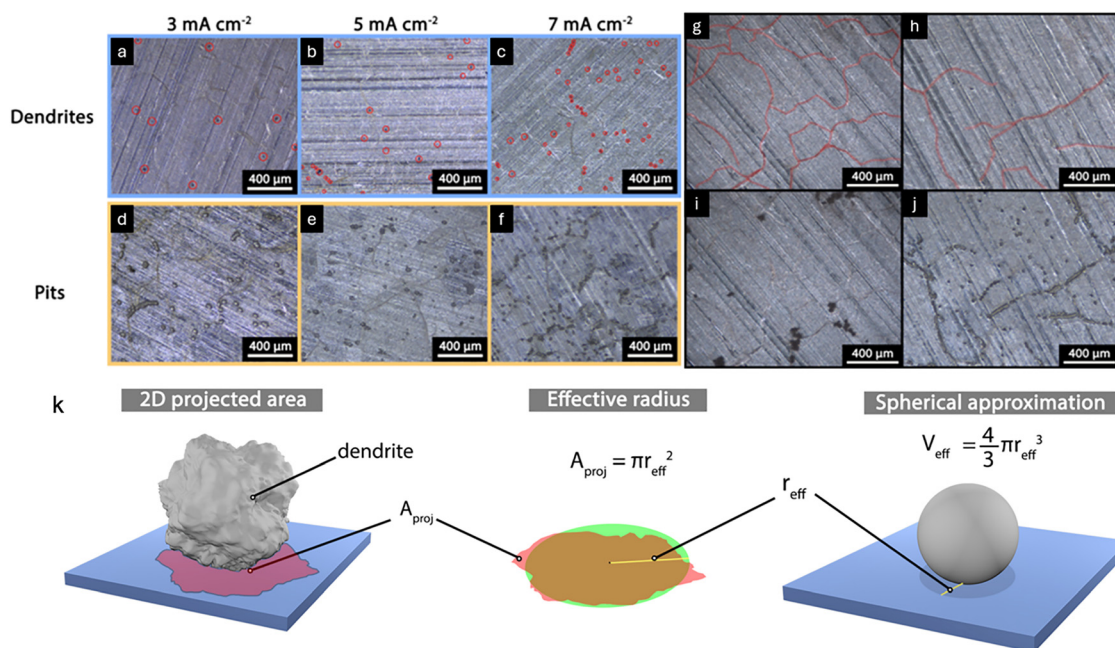 3 mA cm⁻² 5 mA cm⁻² 7 mA cm⁻²
Dendrites
a b c g h
400 μm 400 μm 400 μm 400 μm 400 μm
Pits
d e f i j
400 μm 400 μm 400 μm 400 μm 400 μm
k
2D projected area Effective radius Spherical approximation
dendrite
A_proj = πr_eff²
V_eff = 4/3 πr_eff³
A_proj
r_eff